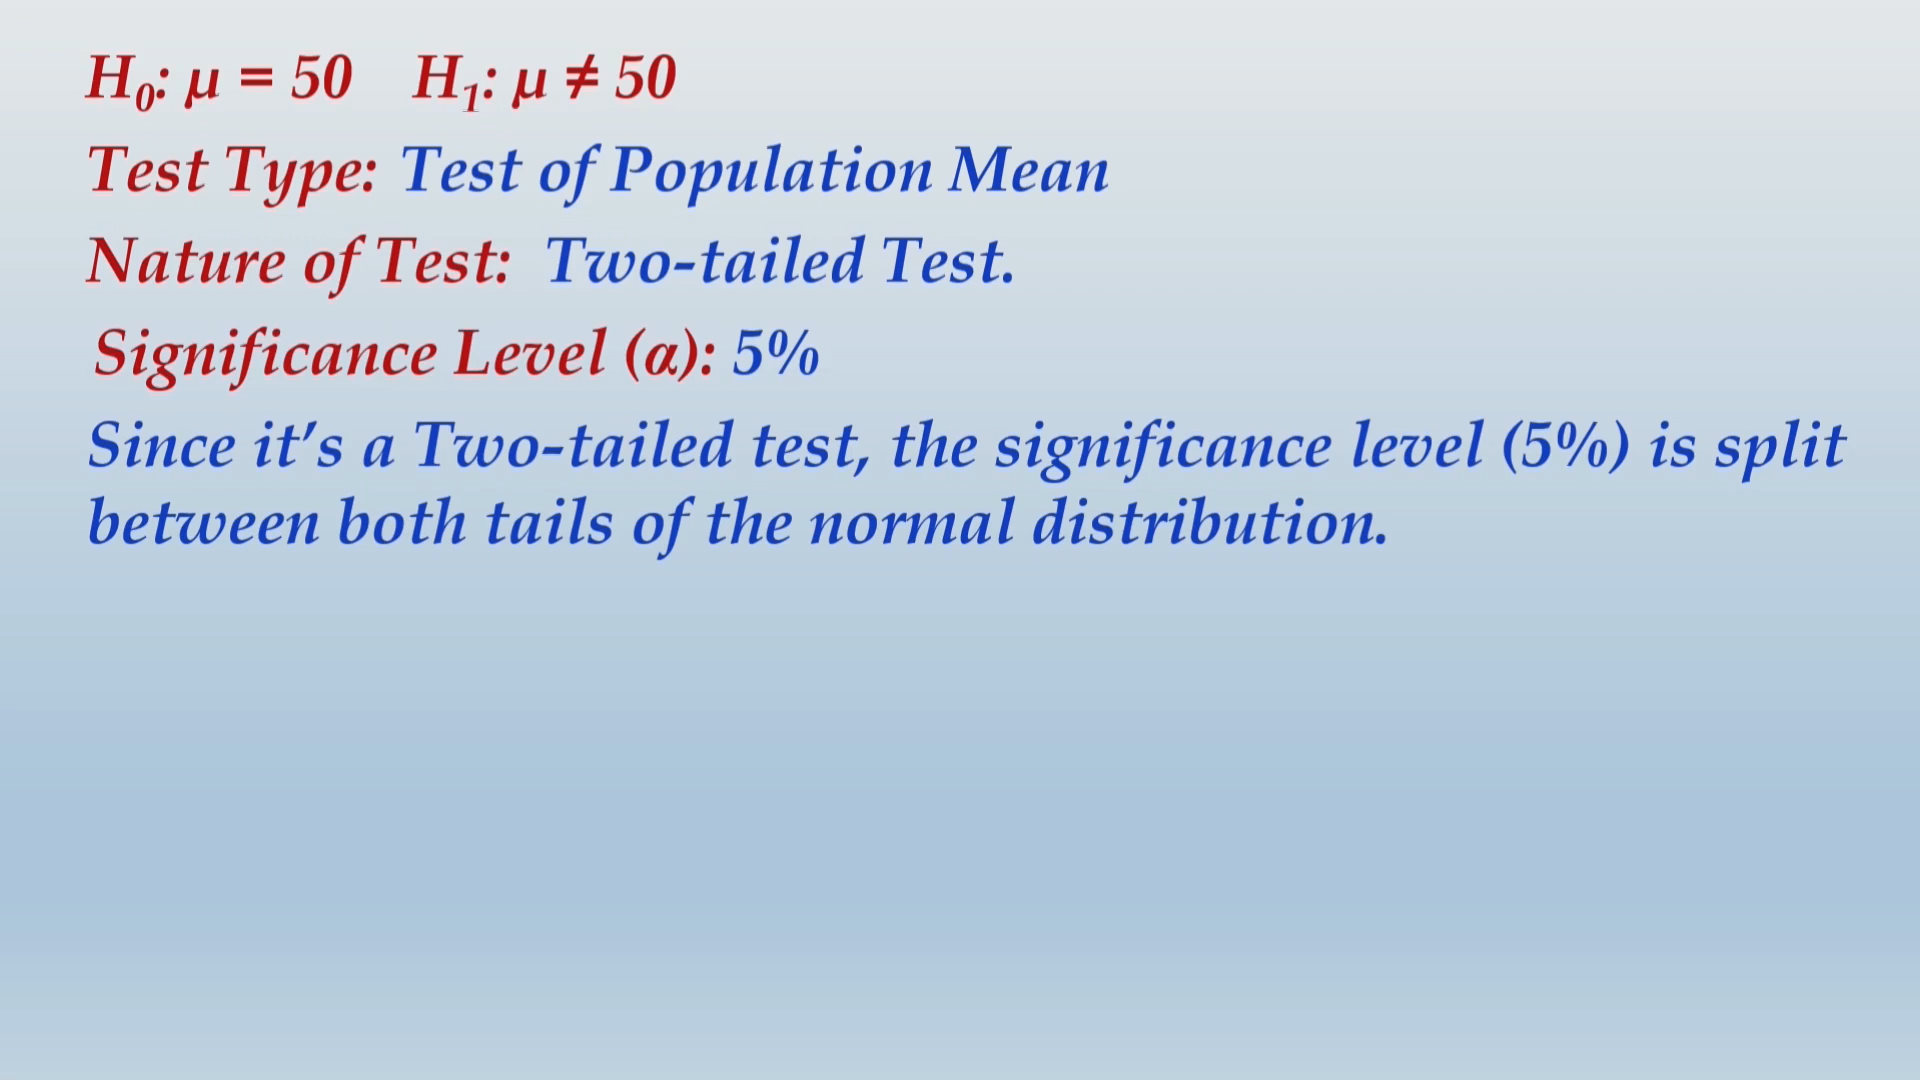 H₀: μ = 50 H₁: μ ≠ 50
Test Type: Test of Population Mean
Nature of Test: Two-tailed Test.
Significance Level (α): 5%
Since it’s a Two-tailed test, the significance level (5%) is split
between both tails of the normal distribution.